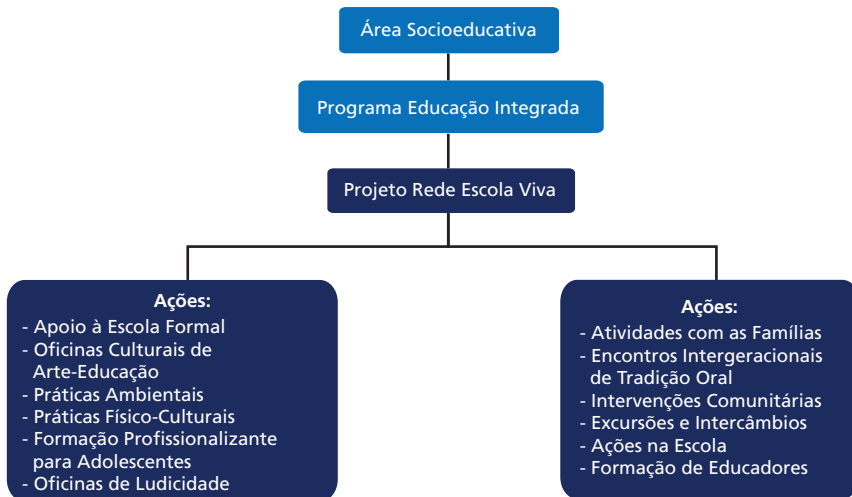 Área Socioeducativa
Programa Educação Integrada
Projeto Rede Escola Viva
Ações:
- Apoio à Escola Formal
- Oficinas Culturais de
Arte-Educação
- Práticas Ambientais
- Práticas Físico-Culturais
- Formação Profissionalizante
para Adolescentes
- Oficinas de Ludicidade
Ações:
- Atividades com as Famílias
- Encontros Intergeracionais
de Tradição Oral
- Intervenções Comunitárias
- Excursões e Intercâmbios
- Ações na Escola
- Formação de Educadores